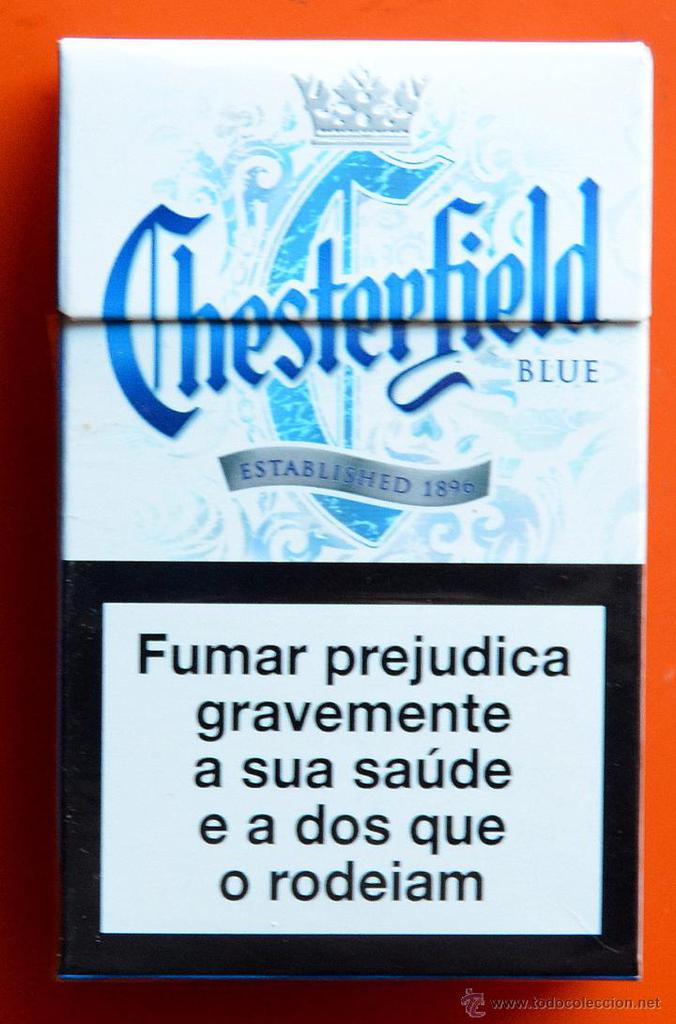 Chesterfield
BLUE
ESTABLISHED 1896
Fumar prejudica
gravemente
a sua saúde
e a dos que
o rodeiam
www.todocoleccion.net